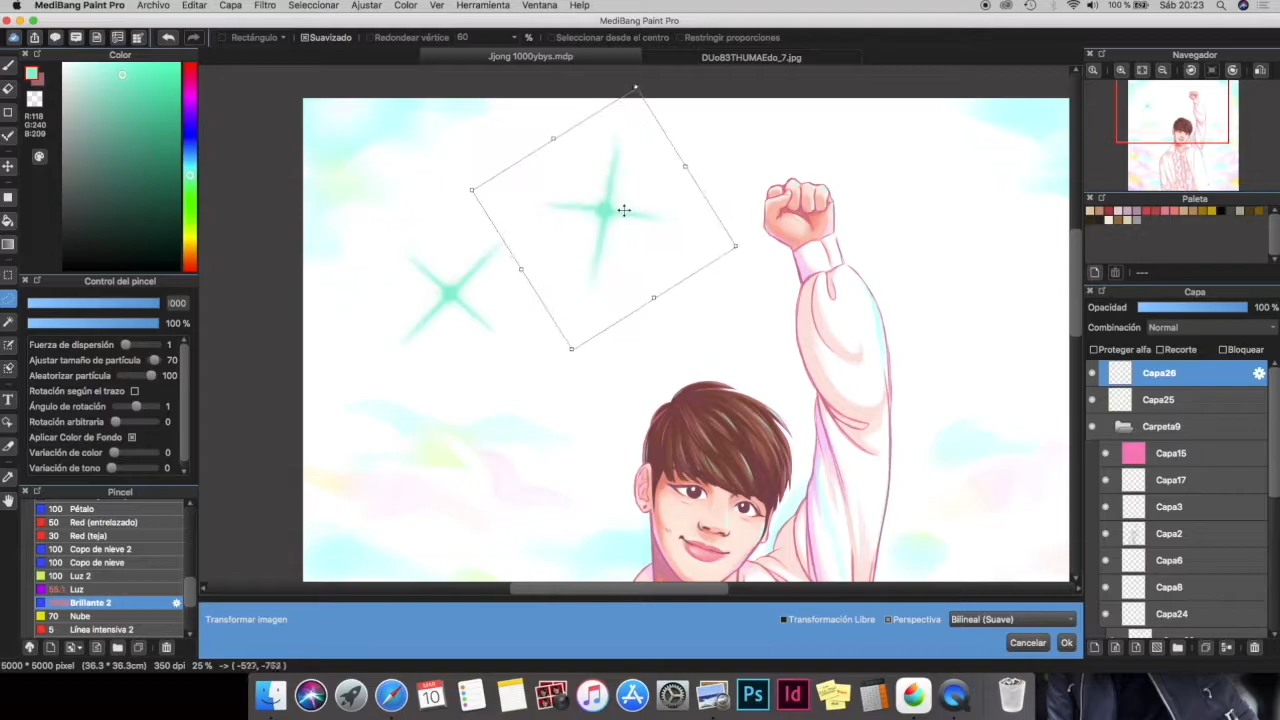 MediBang Paint Pro Archivo Editar Capa Filtro Seleccionar Ajustar Color Ver Herramienta Ventana Help
100 % Sáb 20:23
MediBang Paint Pro
Rectángulo Suavizado Redondear vértice 60 % Seleccionar desde el centro Restringir proporciones
Jjong 1000ybys.mdp
DUoB3THUMAEdo_7.jpg
Color
R:118
G:240
B:209
Control del pincel
000
100 %
Fuerza de dispersión 1
Ajustar tamaño de partícula 70
Aleatorizar partícula 100
Rotación según el trazo
Ángulo de rotación 1
Rotación arbitraria 0
Aplicar Color de Fondo
Variación de color 0
Variación de tono 0
Pincel
100 Pétalo
50 Red (entrelazado)
30 Red (teja)
100 Copo de nieve 2
100 Copo de nieve
100 Luz 2
Luz
Brillante 2
70 Nube
5 Línea intensiva 2
Navegador
Paleta
---
Capa
Opacidad 100 %
Combinación Normal
Proteger alfa Recorte Bloquear
Capa26
Capa25
Carpeta9
Capa15
Capa17
Capa3
Capa2
Capa6
Capa8
Capa24
Transformar imagen
Transformación Libre Perspectiva Bilineal (Suave)
Cancelar Ok
5000 * 5000 pixel (36.3 * 36.3cm) 350 dpi 25 %
MAR
10
Ps
Id